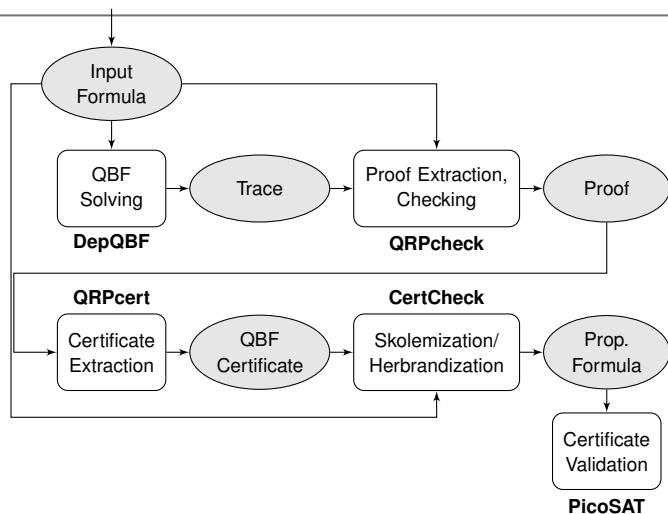 Input
Formula
QBF
Solving
DepQBF
Trace
Proof Extraction,
Checking
QRPcheck
Proof
QRPcert
Certificate
Extraction
QBF
Certificate
CertCheck
Skolemization/
Herbrandization
Prop.
Formula
Certificate
Validation
PicoSAT